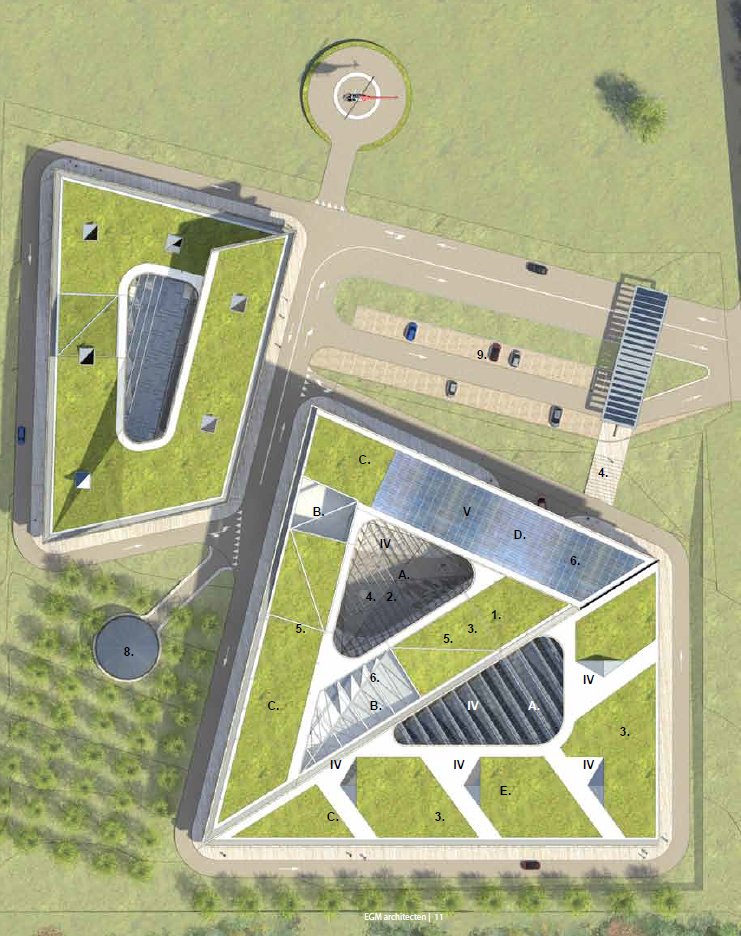 9.
C.
4.
B.
V
D.
6.
IV
A.
4. 2.
1.
3.
5.
5.
8.
6.
C.
B.
IV
A.
IV
3.
IV
IV
IV
E.
C.
3.
EGM architecten | 11